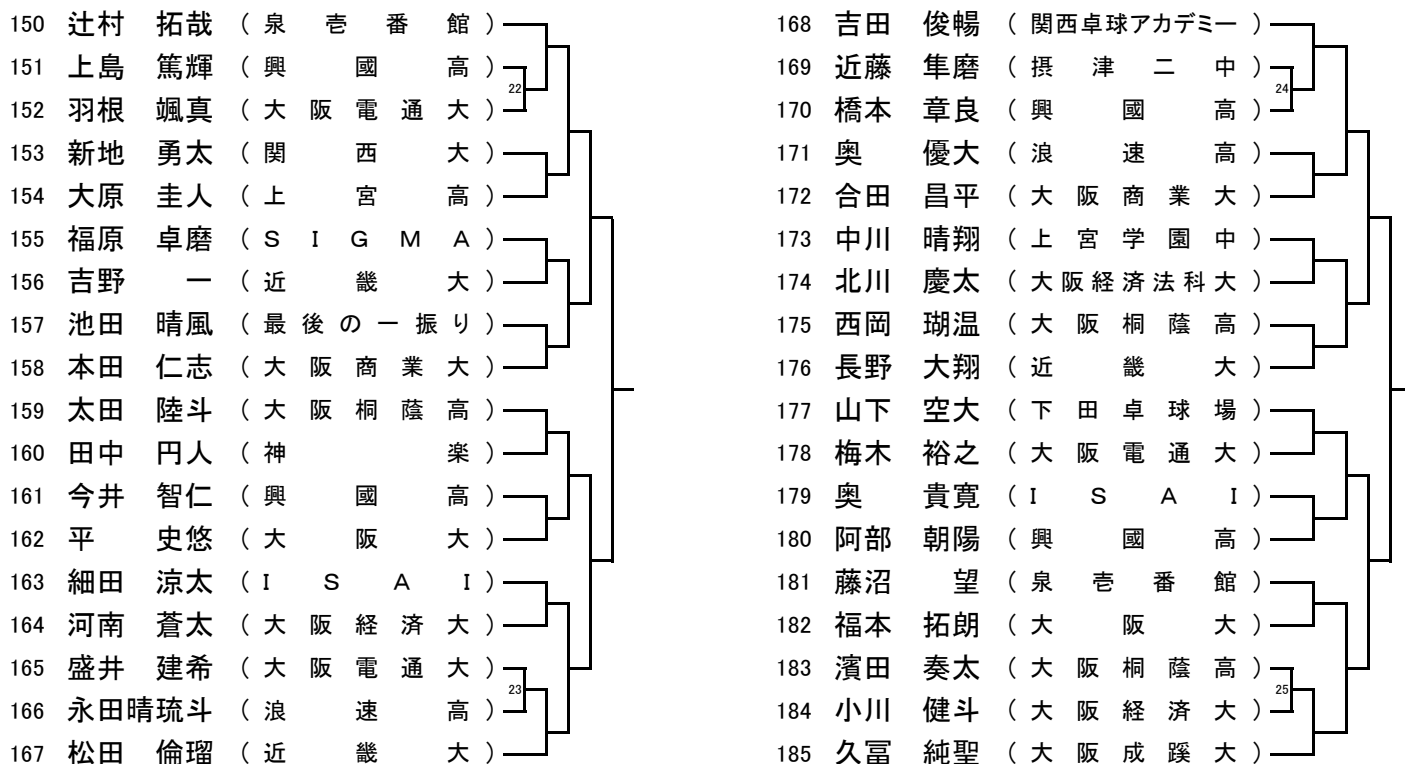 150 辻村 拓哉 (泉壱番館)
151 上島 篤輝 (興國高)
22
152 羽根 颯真 (大阪電通大)
153 新地 勇太 (関西大)
154 大原 圭人 (上宮高)
155 福原 卓磨 (SIGMA)
156 吉野 一 (近畿大)
157 池田 晴風 (最後の一振り)
158 本田 仁志 (大阪商業大)
159 太田 陸斗 (大阪桐蔭高)
160 田中 円人 (神楽)
161 今井 智仁 (興國高)
162 平 史悠 (大阪大)
163 細田 涼太 (ISAI)
164 河南 蒼太 (大阪経済大)
165 盛井 建希 (大阪電通大)
23
166 永田晴琉斗 (浪速高)
167 松田 倫瑠 (近畿大)
168 吉田 俊暢 (関西卓球アカデミー)
169 近藤 隼磨 (摂津二中)
24
170 橋本 章良 (興國高)
171 奥 優大 (浪速高)
172 合田 昌平 (大阪商業大)
173 中川 晴翔 (上宮学園中)
174 北川 慶太 (大阪経済法科大)
175 西岡 瑚温 (大阪桐蔭高)
176 長野 大翔 (近畿大)
177 山下 空大 (下田卓球場)
178 梅木 裕之 (大阪電通大)
179 奥 貴寛 (ISAI)
180 阿部 朝陽 (興國高)
181 藤沼 望 (泉壱番館)
182 福本 拓朗 (大阪大)
183 濱田 奏太 (大阪桐蔭高)
25
184 小川 健斗 (大阪経済大)
185 久冨 純聖 (大阪成蹊大)